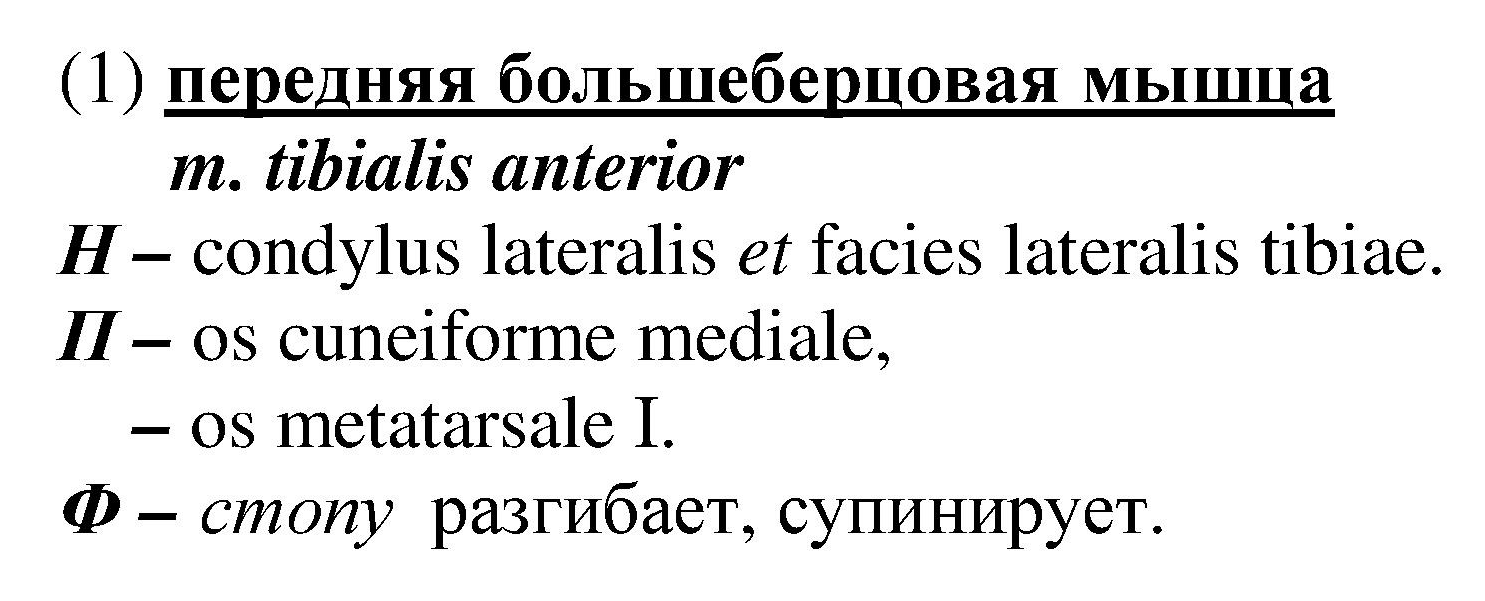 (1) передняя большеберцовая мышца
m. tibialis anterior
Н – condylus lateralis et facies lateralis tibiae.
П – os cuneiforme mediale,
– os metatarsale I.
Ф – стопу разгибает, супинирует.